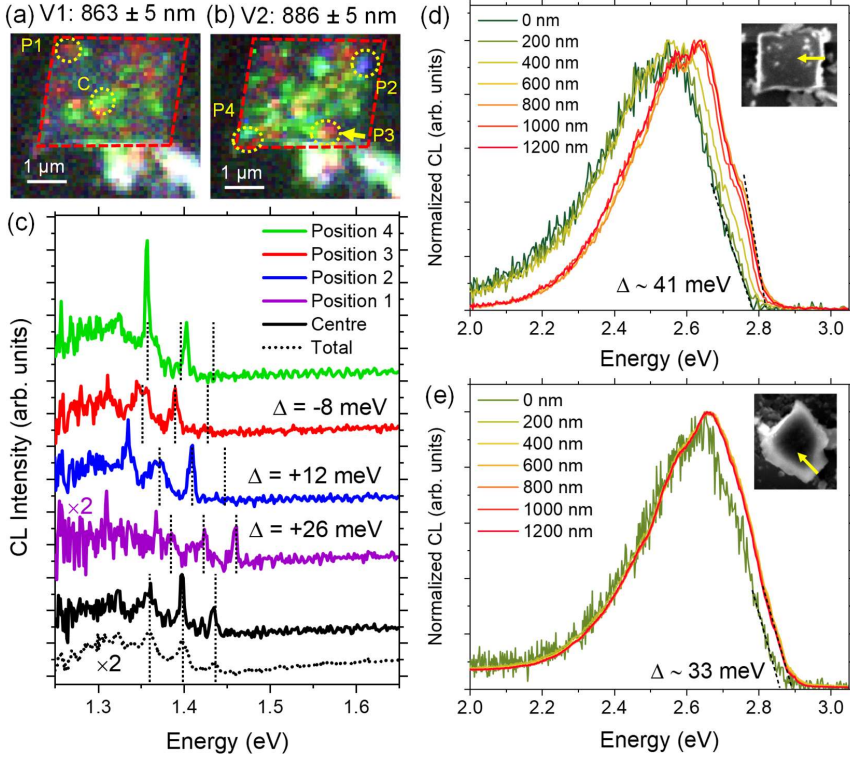 (a) V1: 863 ± 5 nm
P1
C
1 µm
(b) V2: 886 ± 5 nm
P2
P4
P3
1 µm
(c)
Position 4
Position 3
Position 2
Position 1
Centre
Total
Δ = -8 meV
Δ = +12 meV
×2
Δ = +26 meV
×2
CL Intensity (arb. units)
1.3 1.4 1.5 1.6
Energy (eV)
(d)
0 nm
200 nm
400 nm
600 nm
800 nm
1000 nm
1200 nm
Δ ~ 41 meV
Normalized CL (arb. units)
2.0 2.2 2.4 2.6 2.8 3.0
Energy (eV)
(e)
0 nm
200 nm
400 nm
600 nm
800 nm
1000 nm
1200 nm
Δ ~ 33 meV
Normalized CL (arb. units)
2.0 2.2 2.4 2.6 2.8 3.0
Energy (eV)